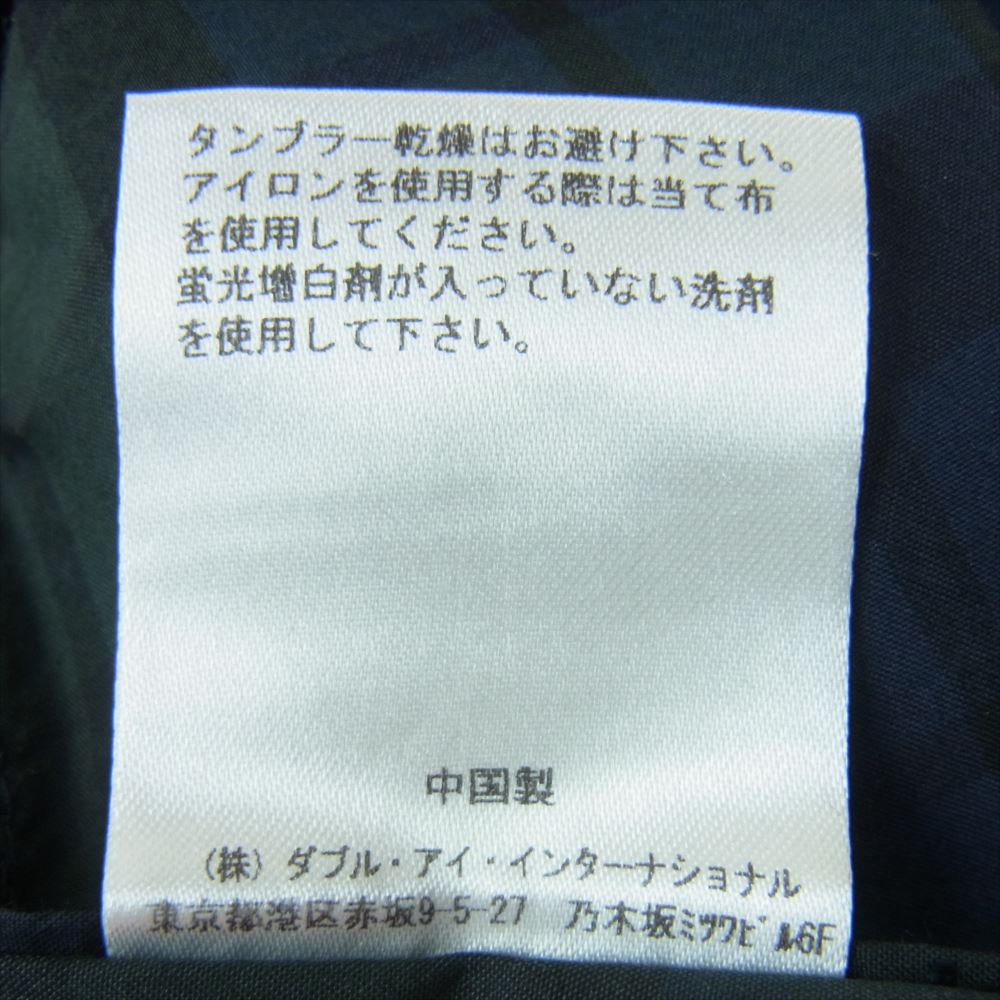 タンブラー乾燥はお避け下さい。
アイロンを使用する際は当て布
を使用してください。
蛍光増白剤が入っていない洗剤
を使用して下さい。
中国製
(株) ダブル・アイ・インターナショナル
東京都港区赤坂9-5-27 乃木坂ミツワビル6F